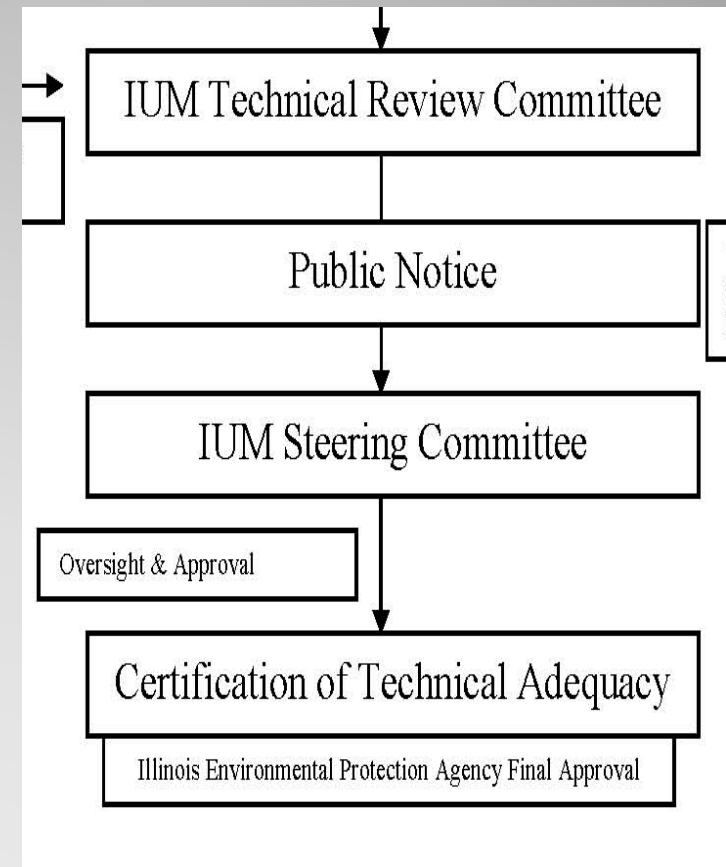 IUM Technical Review Committee
Public Notice
IUM Steering Committee
Oversight & Approval
Certification of Technical Adequacy
Illinois Environmental Protection Agency Final Approval